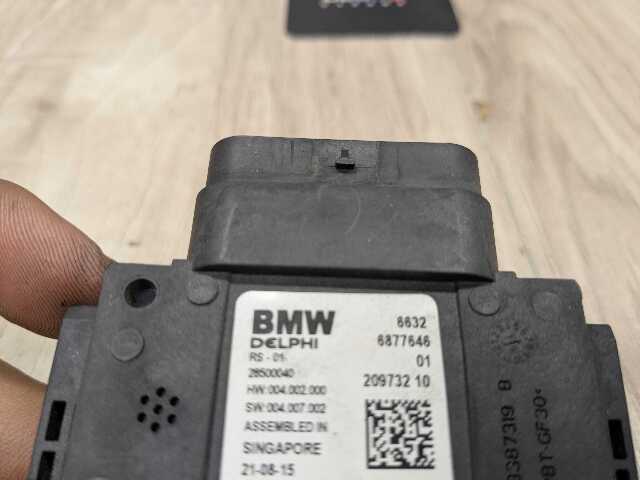 BMW 6632
DELPHI 6877646
RS - 01 01
28500040 209732 10
HW:004.002.000
SW:004.007.002
ASSEMBLED IN
SINGAPORE
21-08-15